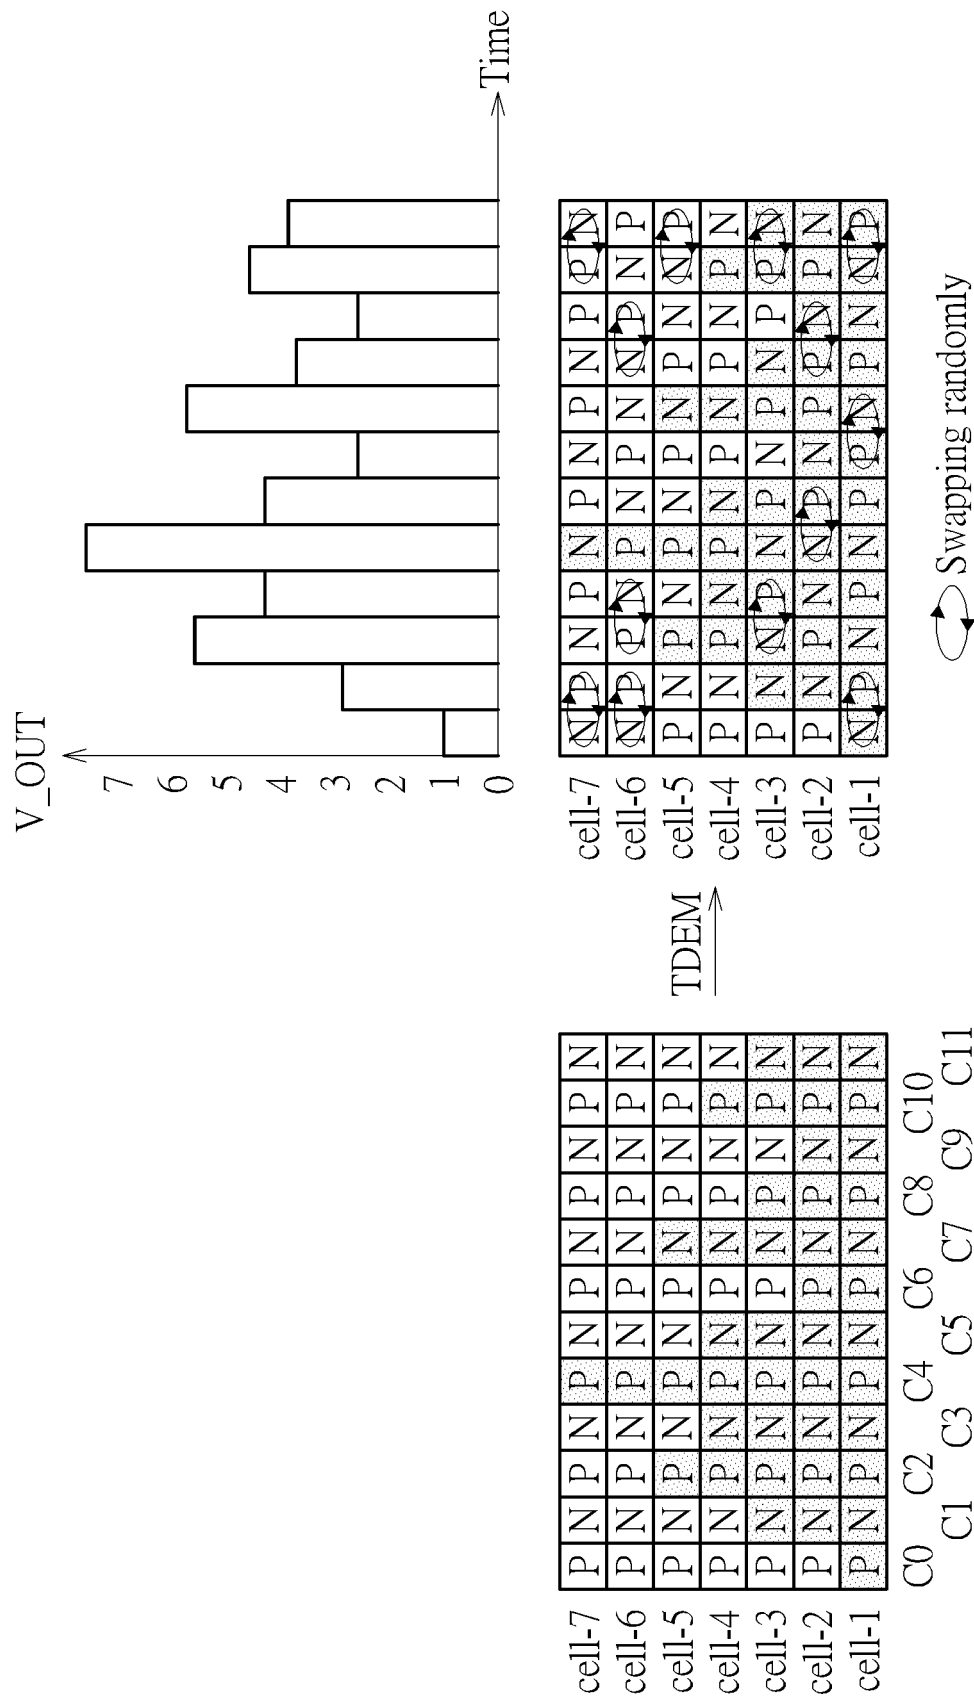 V_OUT
7
6
5
4
3
2
1
0
Time
cell-7 P N P N P N P N P N P N
cell-6 P N P N P N P N P N P N
cell-5 P N P N P N P N P N P N
cell-4 P N P N P N P N P N P N
cell-3 P N P N P N P N P N P N
cell-2 P N P N P N P N P N P N
cell-1 P N P N P N P N P N P N
C0 C2 C4 C6 C8 C10
C1 C3 C5 C7 C9 C11
TDEM
cell-7 N P N P N P N P N P P N
cell-6 N P P N P N P N N P N P
cell-5 P N P N P N P N P N N P
cell-4 P N P N P N P N P N P N
cell-3 P N N P N P N P N P P N
cell-2 P N P N N P N P P N P N
cell-1 N P N P N P P N P N N P
Swapping randomly